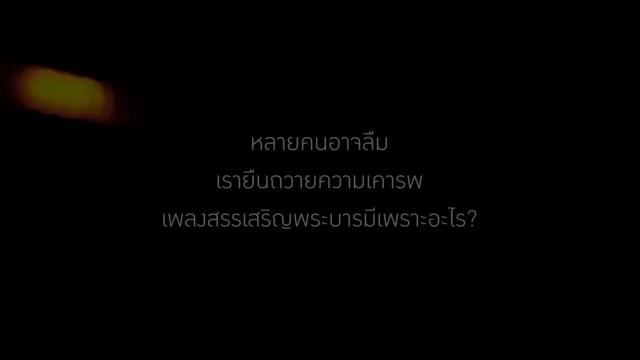 หลายคนอาจลืม
เรายืนถวายความเคารพ
เพลงสรรเสริญพระบารมีเพราะอะไร?